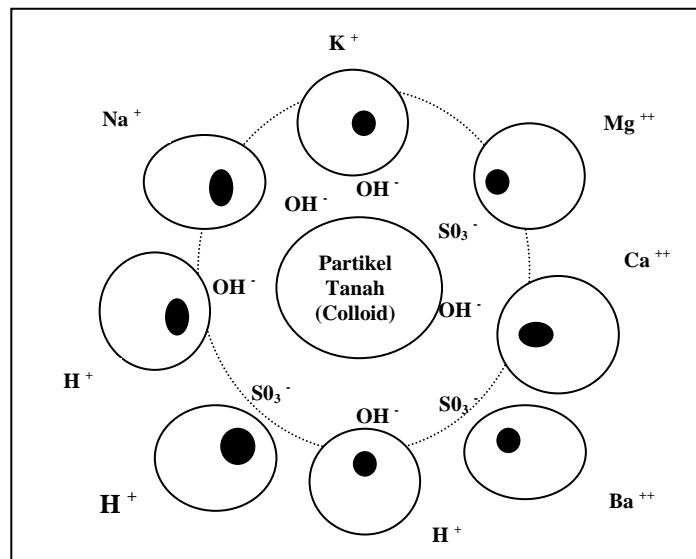 K +
Na +
Mg ++
OH -
OH -
S0₃ -
Ca ++
Partikel
Tanah
(Colloid)
OH -
OH -
H +
S0₃ -
S0₃ -
OH -
H +
H +
Ba ++